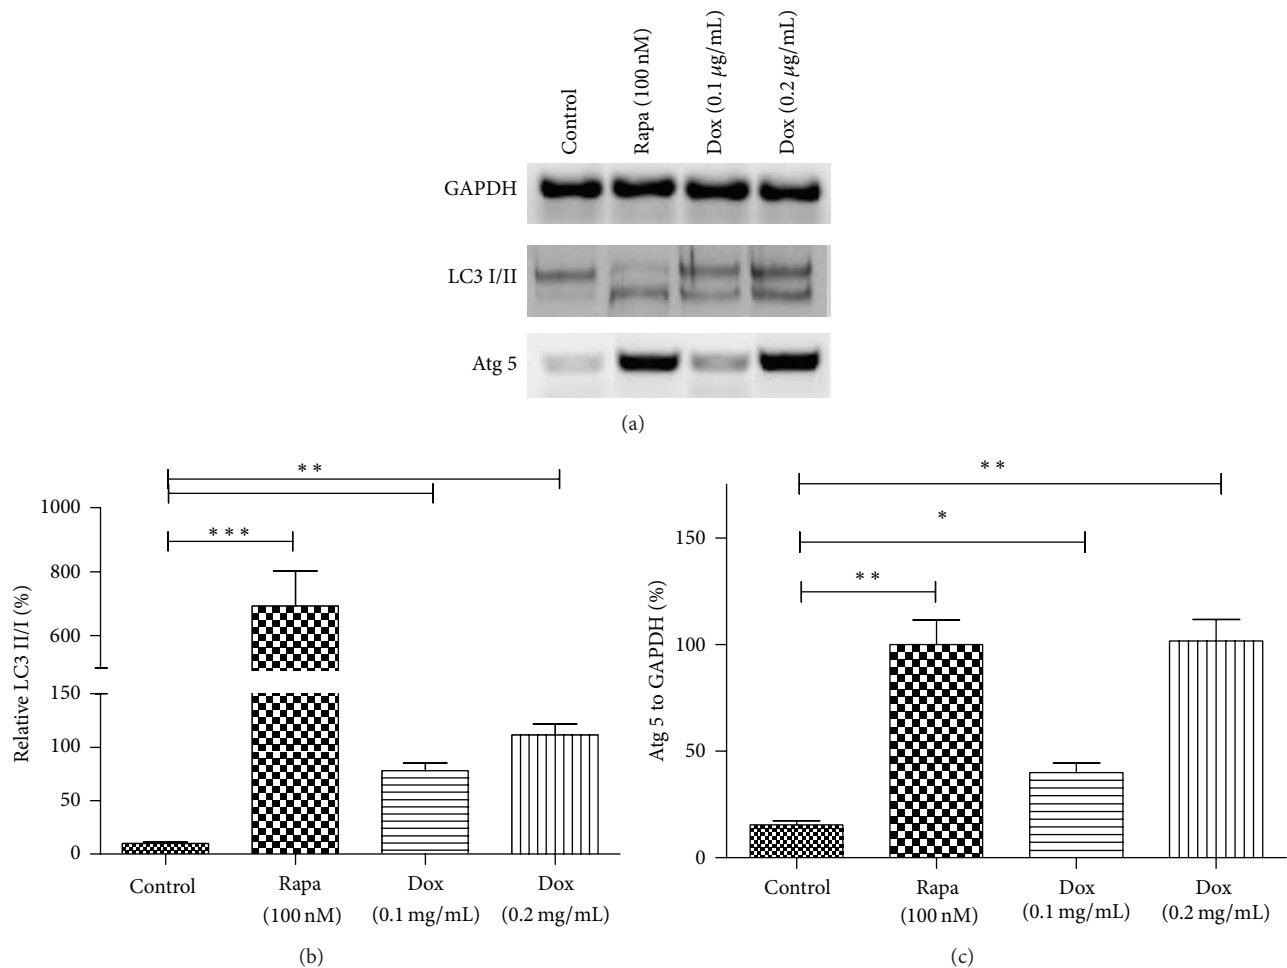 Control
Rapa (100 nM)
Dox (0.1 μg/mL)
Dox (0.2 μg/mL)
GAPDH
LC3 I/II
Atg 5
(a)
Relative LC3 II/I (%)
1000
800
600
150
100
50
0
* *
* * *
Control
Rapa
(100 nM)
Dox
(0.1 mg/mL)
Dox
(0.2 mg/mL)
(b)
Atg 5 to GAPDH (%)
150
100
50
0
* *
*
* *
Control
Rapa
(100 nM)
Dox
(0.1 mg/mL)
Dox
(0.2 mg/mL)
(c)